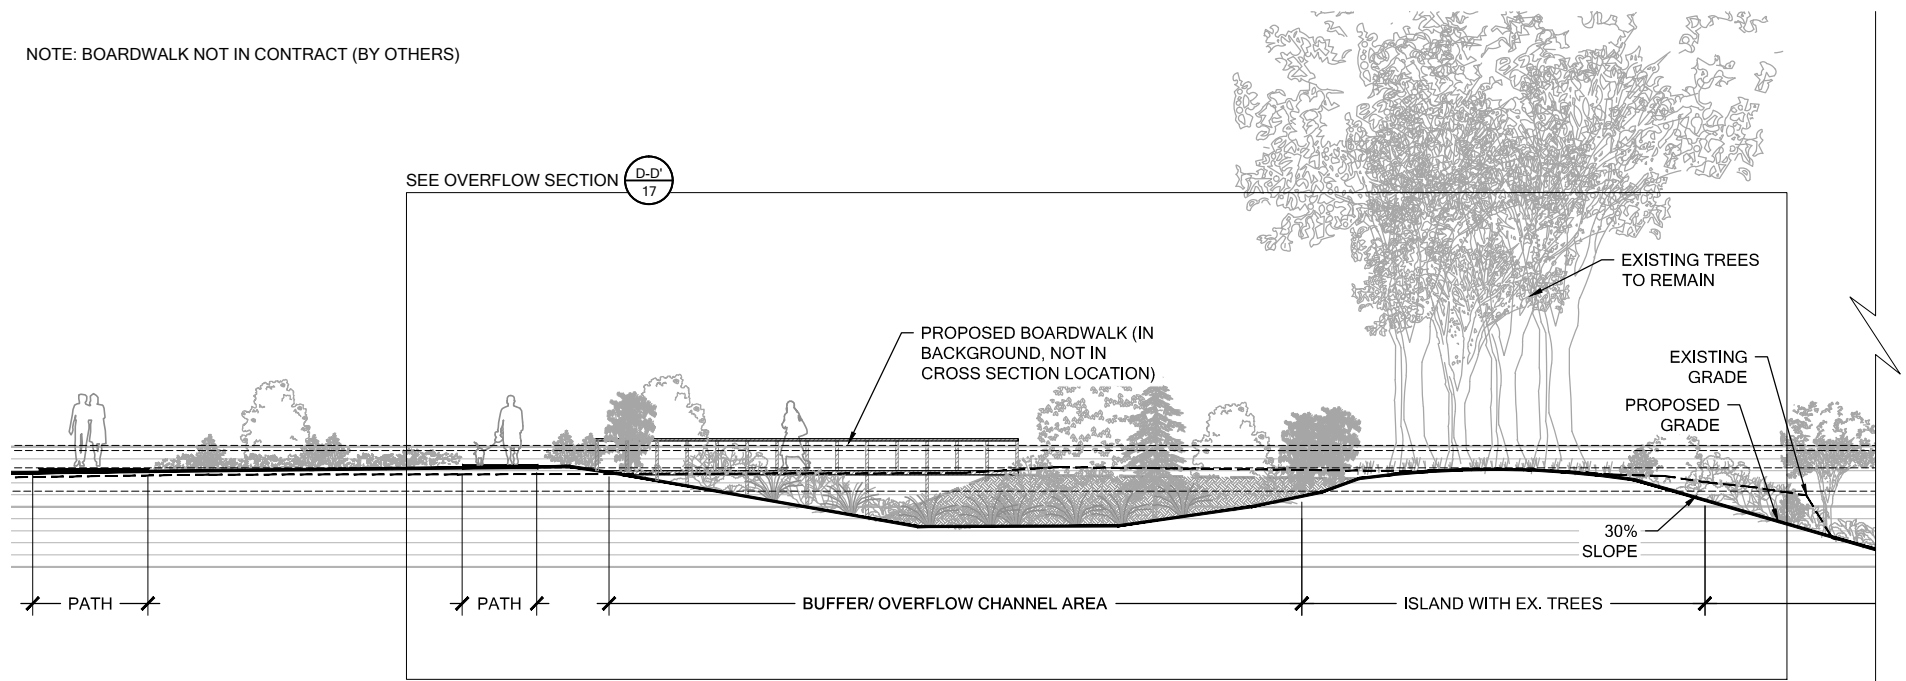 NOTE: BOARDWALK NOT IN CONTRACT (BY OTHERS)
SEE OVERFLOW SECTION
D-D'
17
EXISTING TREES
TO REMAIN
PROPOSED BOARDWALK (IN
BACKGROUND, NOT IN
CROSS SECTION LOCATION)
EXISTING
GRADE
PROPOSED
GRADE
30%
SLOPE
PATH
PATH
BUFFER/ OVERFLOW CHANNEL AREA
ISLAND WITH EX. TREES